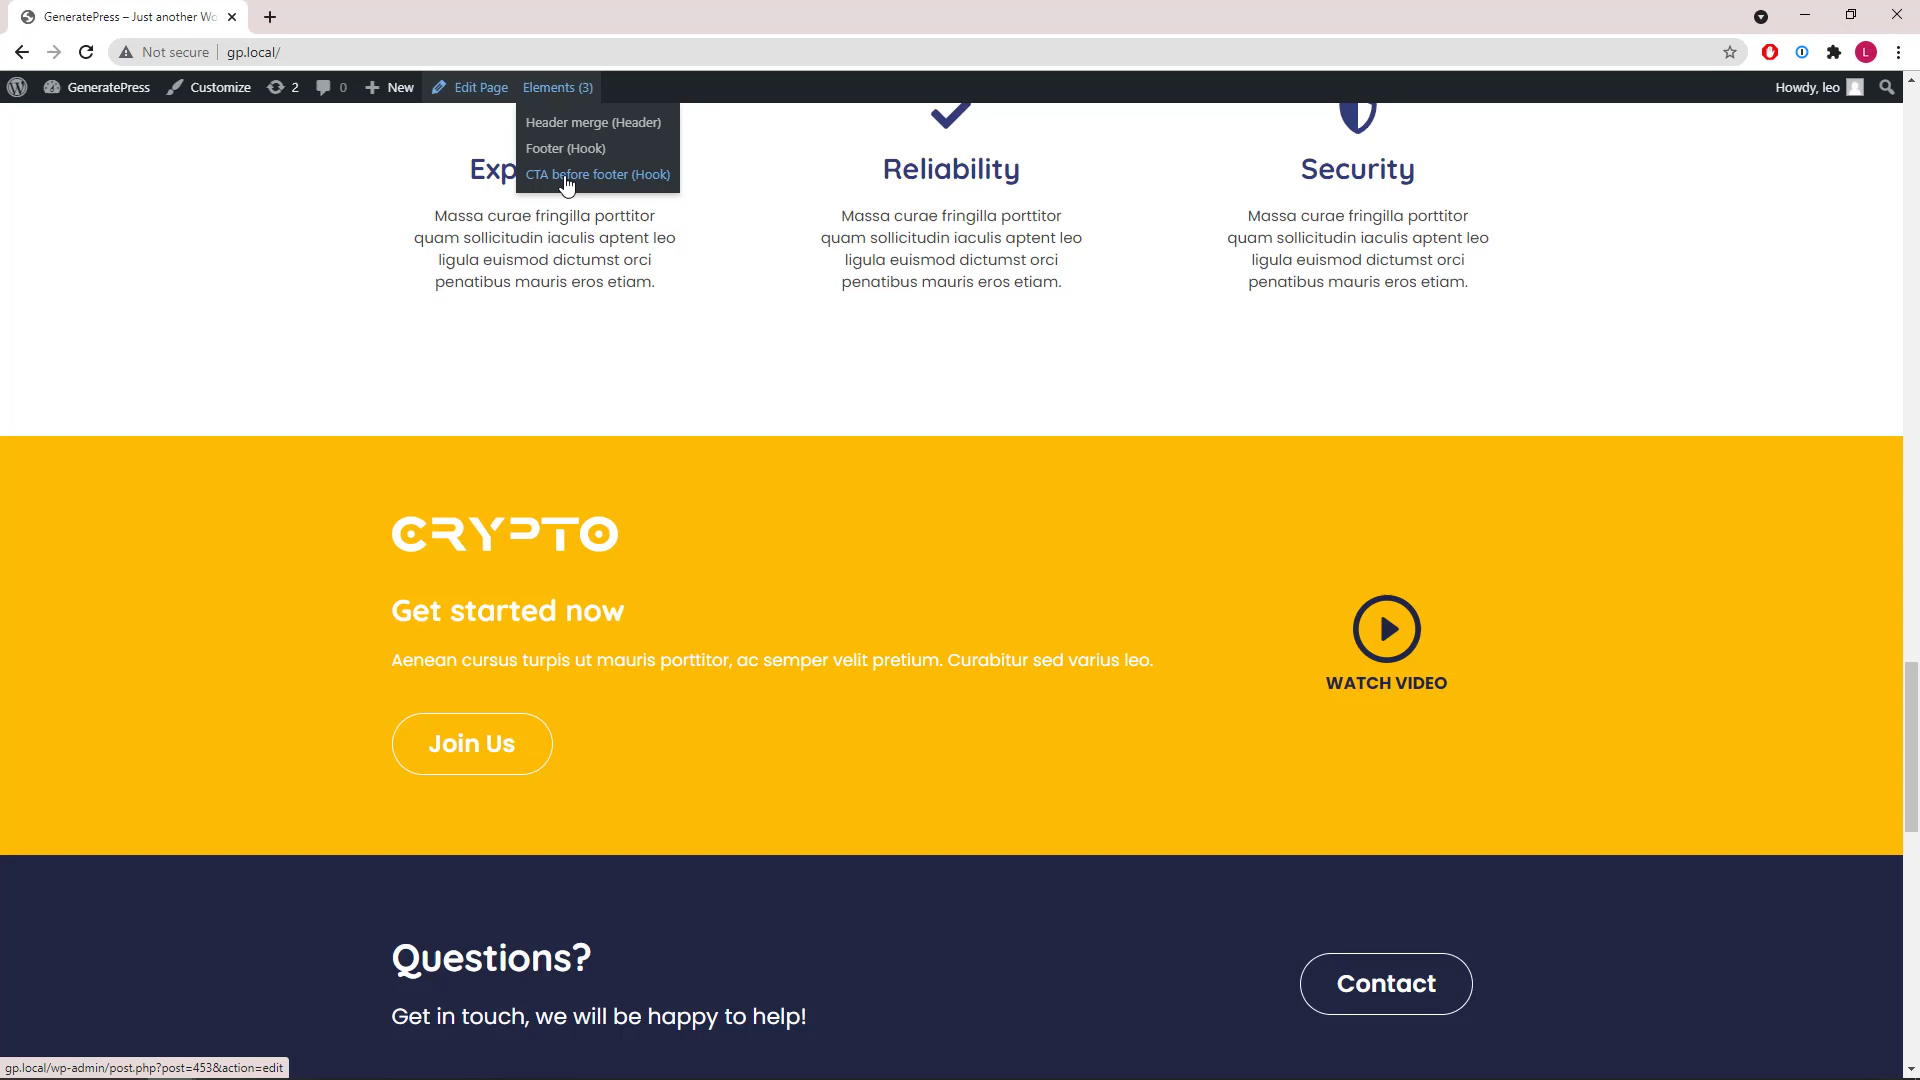 GeneratePress – Just another Wo
Not secure gp.local/
L
GeneratePress Customize 2 0 New Edit Page Elements (3) Howdy, leo
Header merge (Header)
Footer (Hook)
CTA before footer (Hook)
Exp Reliability Security
Massa curae fringilla porttitor
quam sollicitudin iaculis aptent leo
ligula euismod dictumst orci
penatibus mauris eros etiam.
Massa curae fringilla porttitor
quam sollicitudin iaculis aptent leo
ligula euismod dictumst orci
penatibus mauris eros etiam.
Massa curae fringilla porttitor
quam sollicitudin iaculis aptent leo
ligula euismod dictumst orci
penatibus mauris eros etiam.
CRYPTO
Get started now
Aenean cursus turpis ut mauris porttitor, ac semper velit pretium. Curabitur sed varius leo.
Join Us
WATCH VIDEO
Questions?
Get in touch, we will be happy to help!
Contact
gp.local/wp-admin/post.php?post=453&action=edit